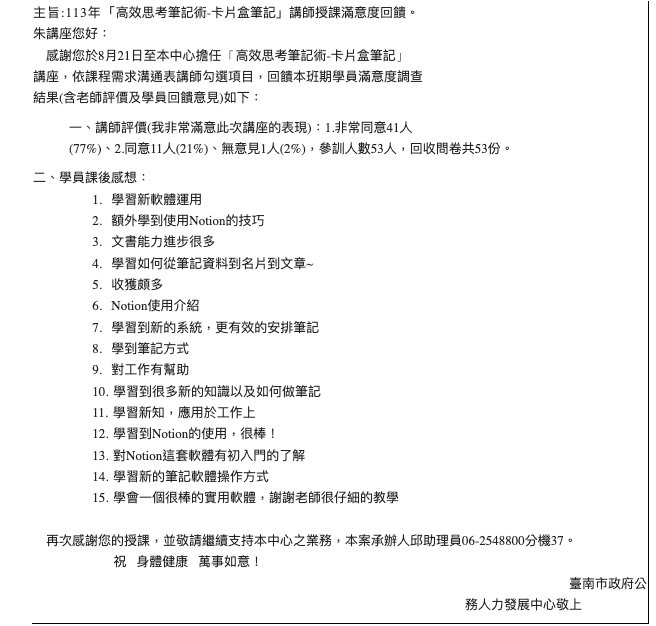 主旨:113年「高效思考筆記術-卡片盒筆記」講師授課滿意度回饋。
朱講座您好：
感謝您於8月21日至本中心擔任「高效思考筆記術-卡片盒筆記」
講座，依課程需求溝通表講師勾選項目，回饋本班期學員滿意度調查
結果(含老師評價及學員回饋意見)如下：
一、講師評價(我非常滿意此次講座的表現)：1.非常同意41人
(77%)、2.同意11人(21%)、無意見1人(2%)，參訓人數53人，回收問卷共53份。
二、學員課後感想：
1. 學習新軟體運用
2. 額外學到使用Notion的技巧
3. 文書能力進步很多
4. 學習如何從筆記資料到名片到文章~
5. 收獲頗多
6. Notion使用介紹
7. 學習到新的系統，更有效的安排筆記
8. 學到筆記方式
9. 對工作有幫助
10. 學習到很多新的知識以及如何做筆記
11. 學習新知，應用於工作上
12. 學習到Notion的使用，很棒！
13. 對Notion這套軟體有初入門的了解
14. 學習新的筆記軟體操作方式
15. 學會一個很棒的實用軟體，謝謝老師很仔細的教學
再次感謝您的授課，並敬請繼續支持本中心之業務，本案承辦人邱助理員06-2548800分機37。
祝 身體健康 萬事如意！
臺南市政府公
務人力發展中心敬上